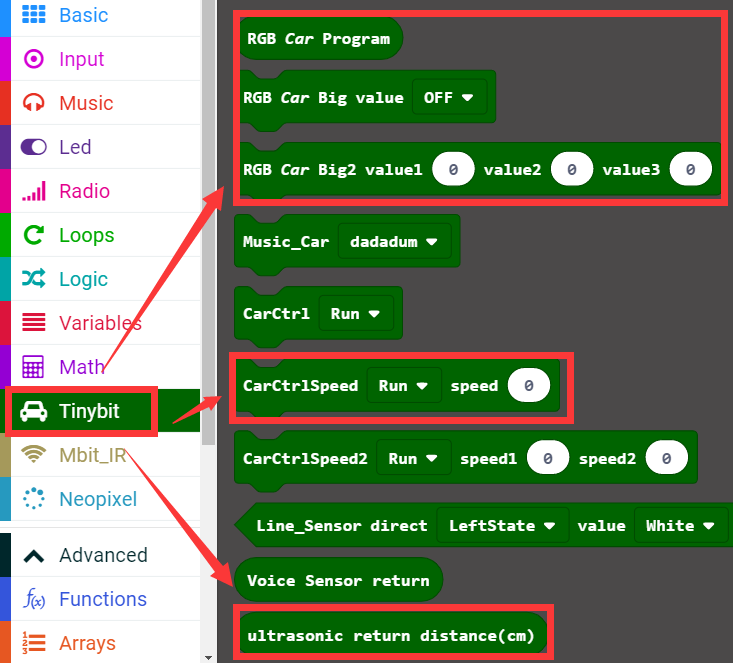 Basic
Input
Music
Led
Radio
Loops
Logic
Variables
Math
Tinybit
Mbit_IR
Neopixel
Advanced
Functions
Arrays
RGB Car Program
RGB Car Big value OFF
RGB Car Big2 value1 0 value2 0 value3 0
Music_Car dadadum
CarCtrl Run
CarCtrlSpeed Run speed 0
CarCtrlSpeed2 Run speed1 0 speed2 0
Line_Sensor direct LeftState value White
Voice Sensor return
ultrasonic return distance(cm)